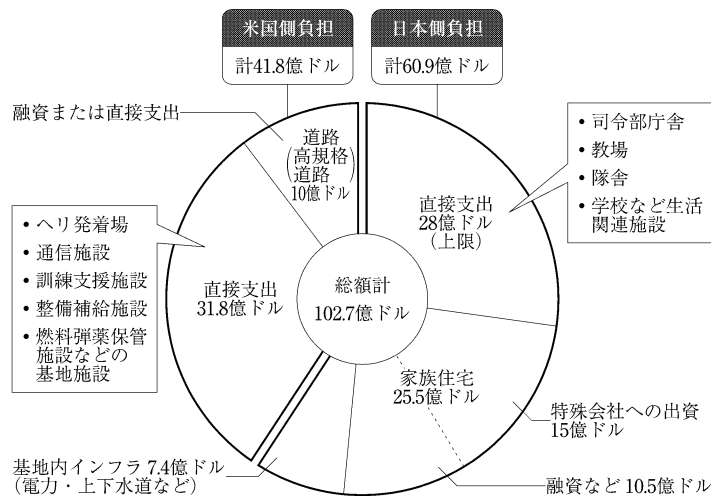 米国側負担
計41.8億ドル
日本側負担
計60.9億ドル
融資または直接支出
道路
(高規格
道路)
10億ドル
直接支出
28億ドル
(上限)
• 司令部庁舎
• 教場
• 隊舎
• 学校など生活
関連施設
• ヘリ発着場
• 通信施設
• 訓練支援施設
• 整備補給施設
• 燃料弾薬保管
施設などの
基地施設
直接支出
31.8億ドル
総額計
102.7億ドル
家族住宅
25.5億ドル
特殊会社への出資
15億ドル
基地内インフラ 7.4億ドル
(電力・上下水道など)
融資など 10.5億ドル